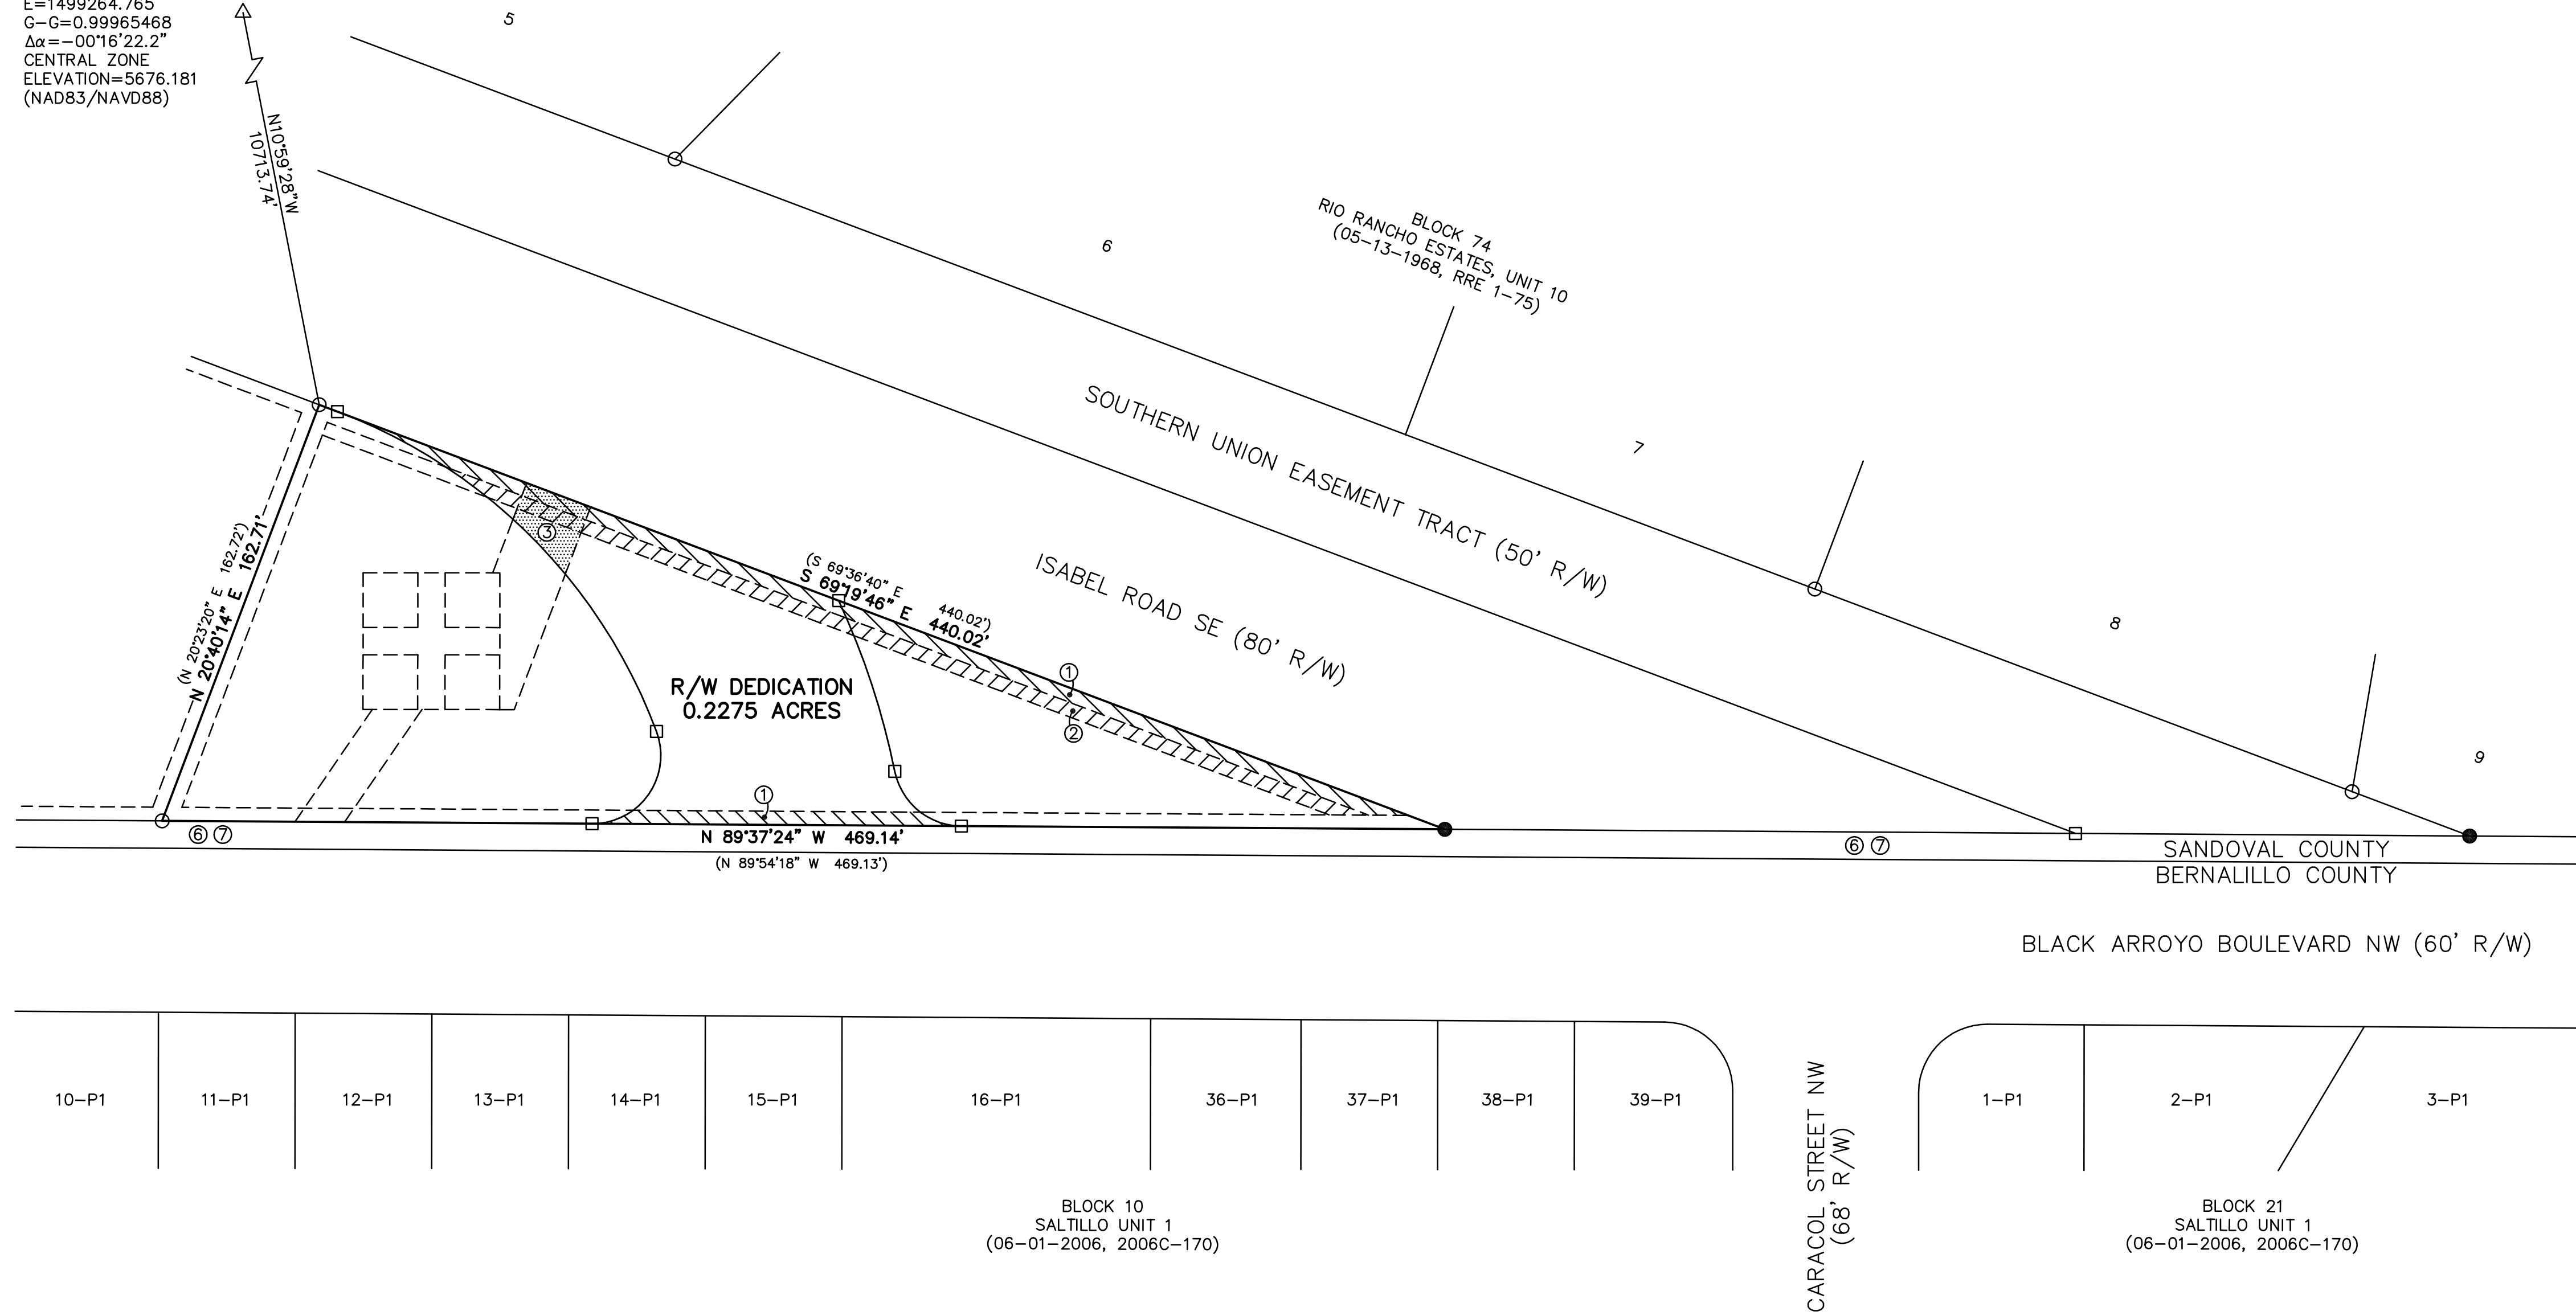 E=1499264.765
G-G=0.99965468
Δα=-00°16'22.2"
CENTRAL ZONE
ELEVATION=5676.181
(NAD83/NAVD88)
N10°59'28"W
10713.74'
5
6
BLOCK 74
RIO RANCHO ESTATES, UNIT 10
(05-13-1968, RRE 1-75)
7
8
9
SOUTHERN UNION EASEMENT TRACT (50' R/W)
ISABEL ROAD SE (80' R/W)
(N 20°23'20" E 162.72')
N 20°40'14" E 162.71'
3
(S 69°36'40" E 440.02')
S 69°19'46" E 440.02'
1
2
R/W DEDICATION
0.2275 ACRES
1
6 7
N 89°37'24" W 469.14'
(N 89°54'18" W 469.13')
6 7
SANDOVAL COUNTY
BERNALILLO COUNTY
BLACK ARROYO BOULEVARD NW (60' R/W)
10-P1
11-P1
12-P1
13-P1
14-P1
15-P1
16-P1
36-P1
37-P1
38-P1
39-P1
1-P1
2-P1
3-P1
CARACOL STREET NW
(68' R/W)
BLOCK 10
SALTILLO UNIT 1
(06-01-2006, 2006C-170)
BLOCK 21
SALTILLO UNIT 1
(06-01-2006, 2006C-170)